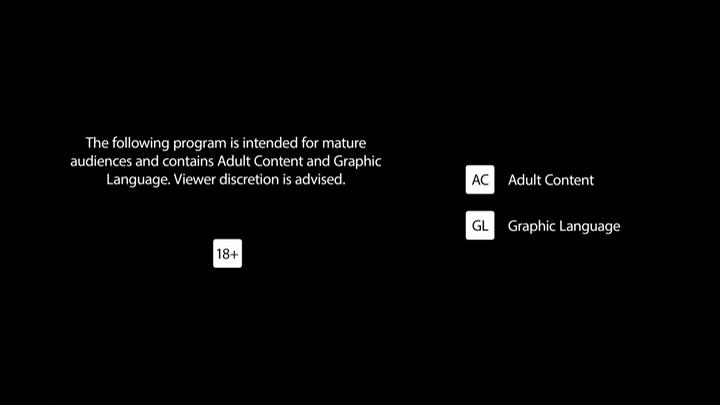 The following program is intended for mature
audiences and contains Adult Content and Graphic
Language. Viewer discretion is advised.
18+
AC Adult Content
GL Graphic Language